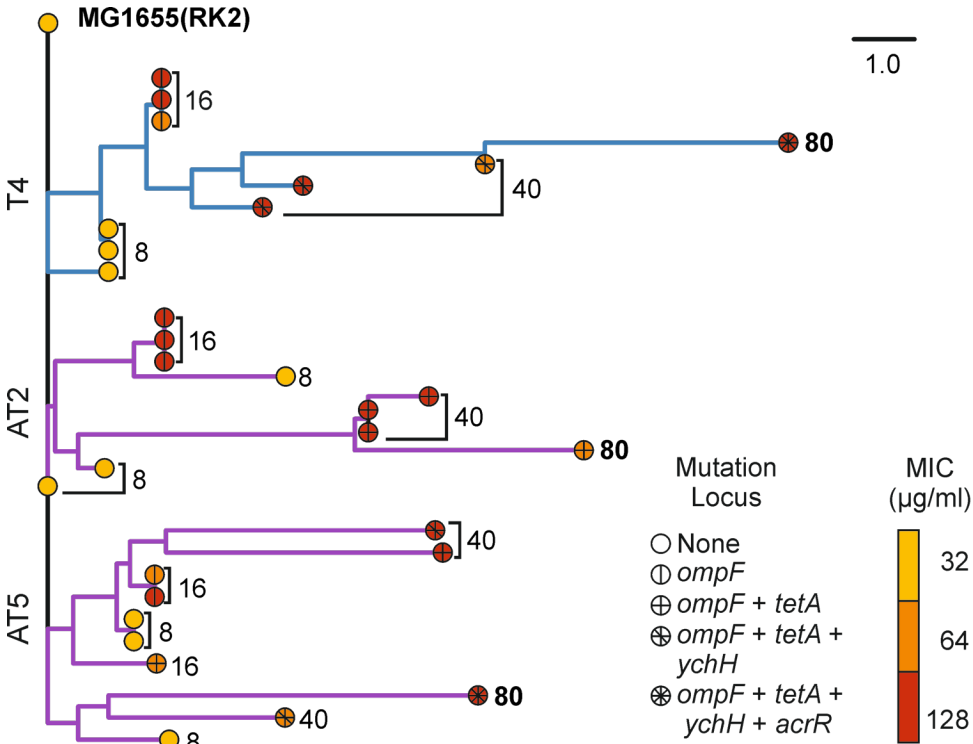 MG1655(RK2)
1.0
16
80
40
T4
8
16
8
AT2
40
80
8
40
16
AT5
8
16
80
40
8
Mutation
Locus
None
ompF
ompF + tetA
ompF + tetA +
ychH
ompF + tetA +
ychH + acrR
MIC
(µg/ml)
32
64
128